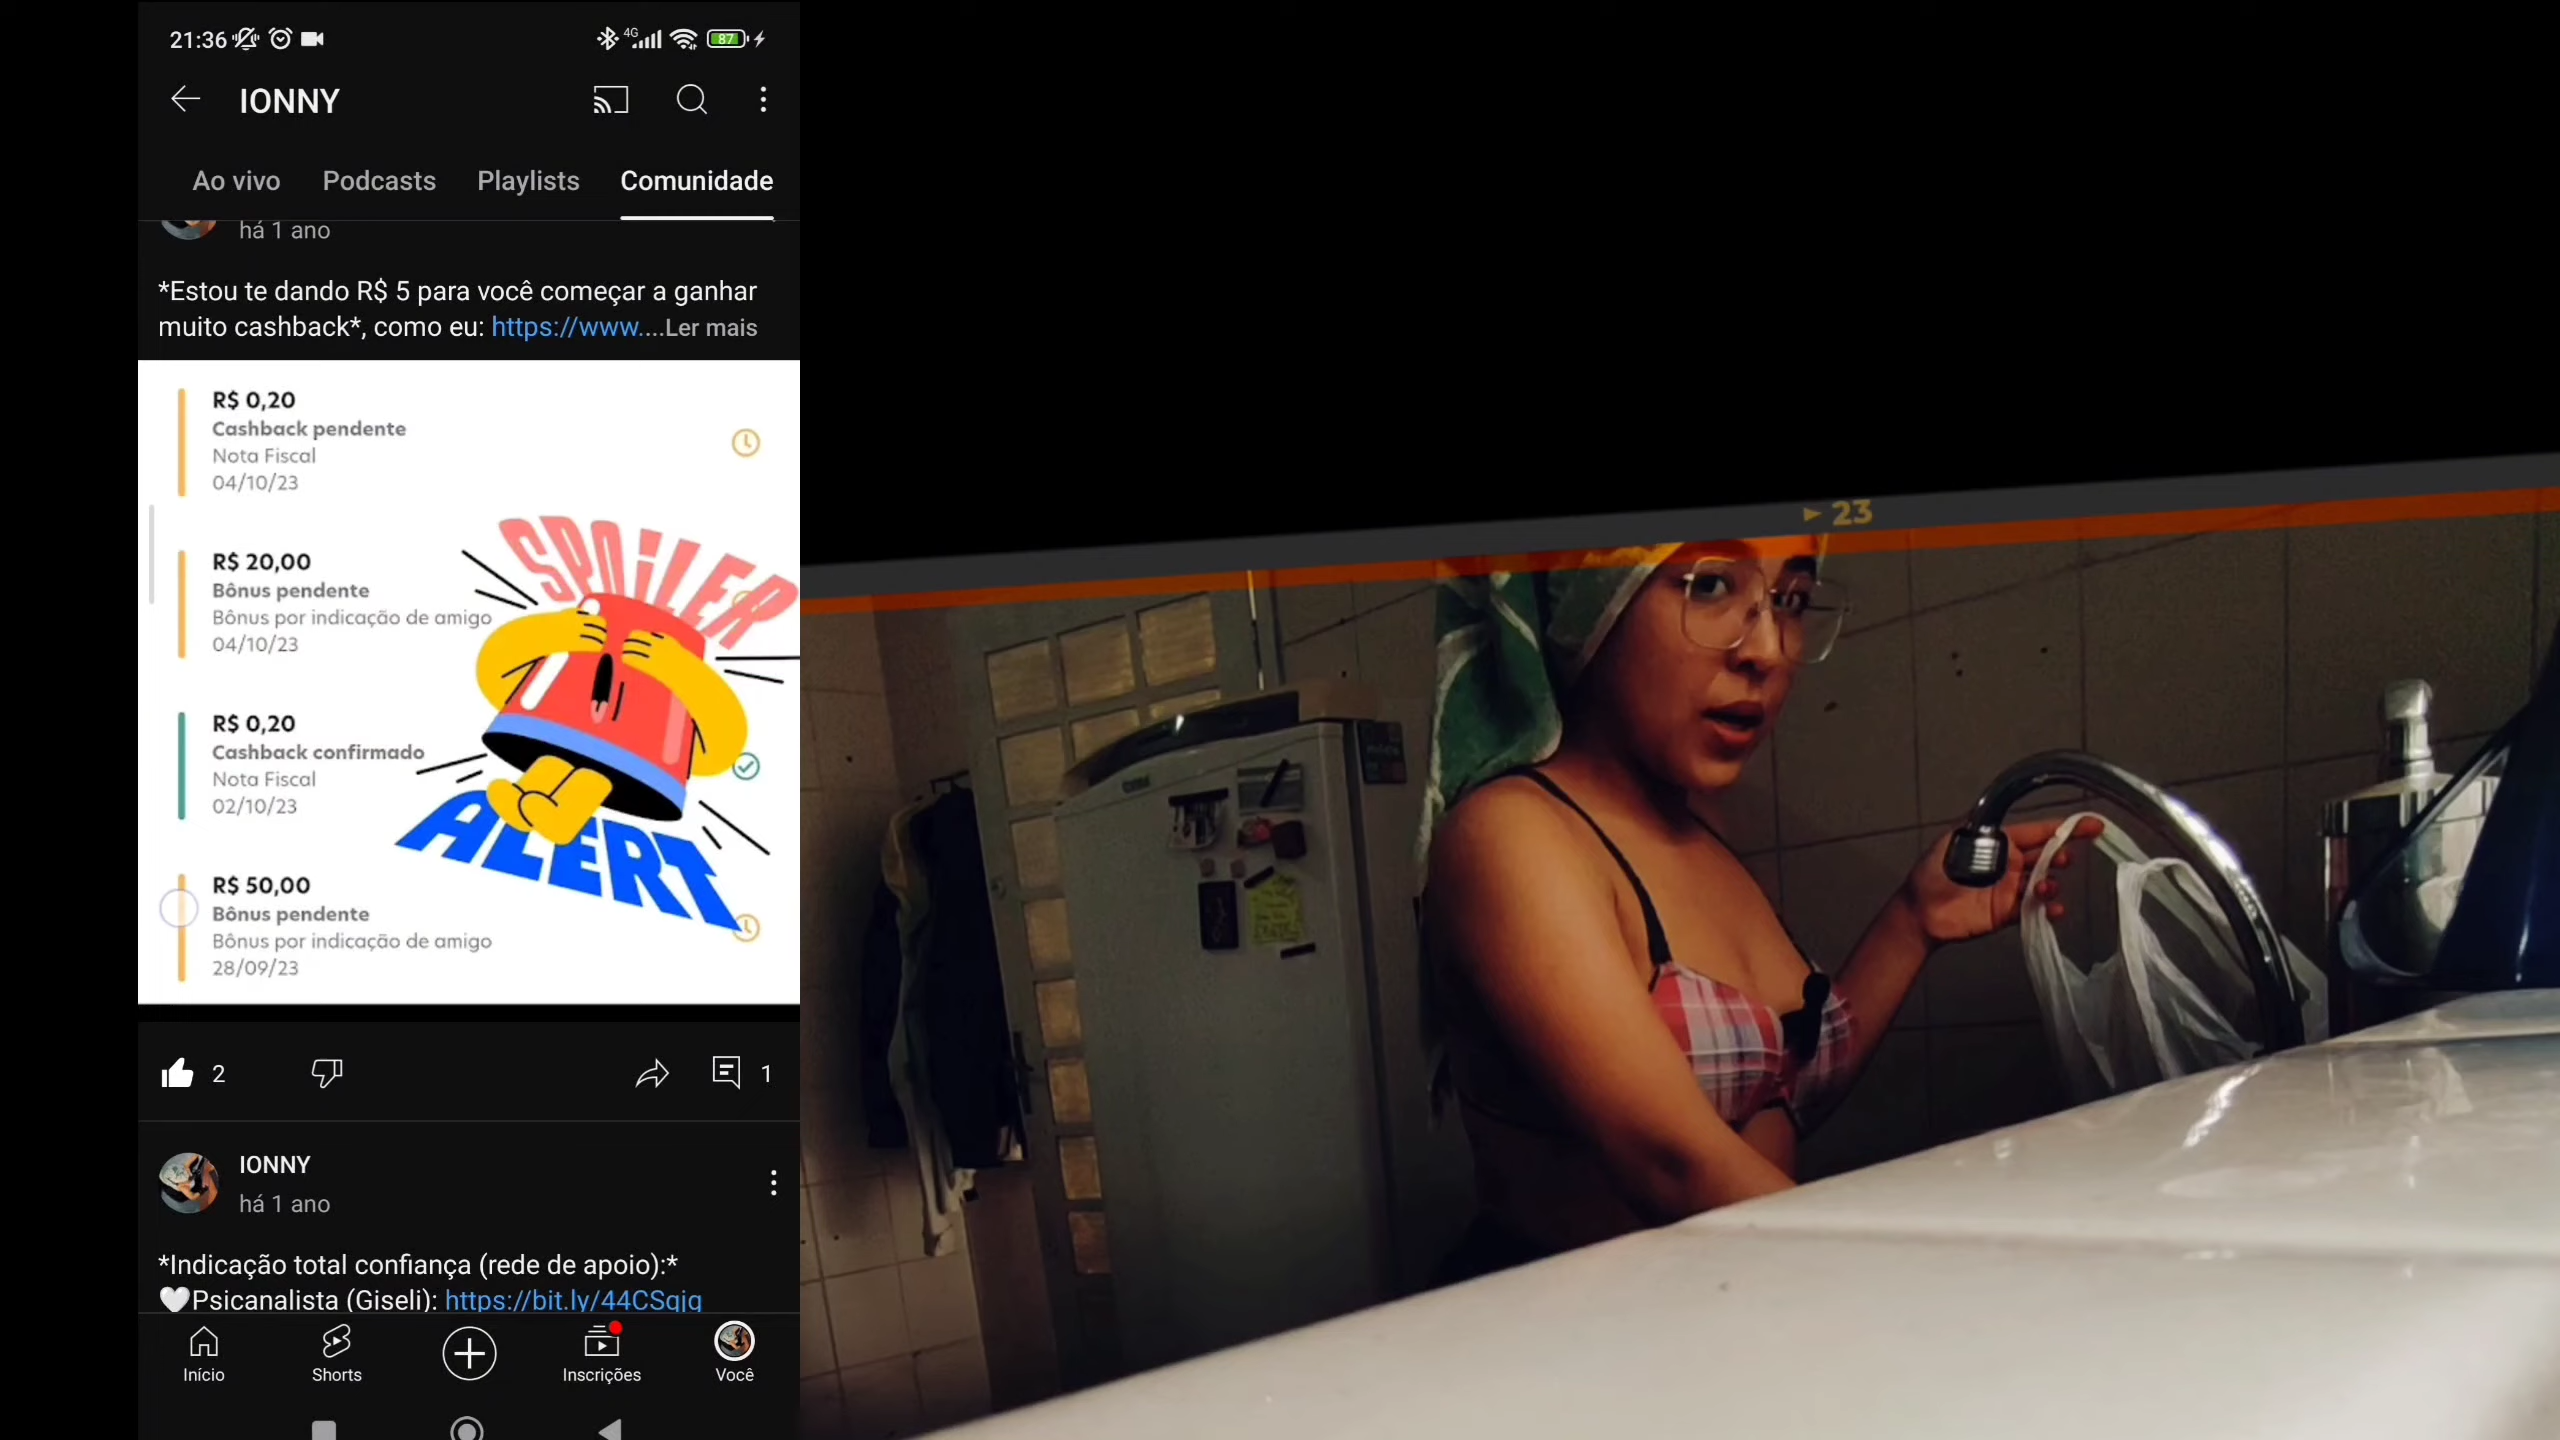 21:36
4G
87
IONNY
Ao vivo
Podcasts
Playlists
Comunidade
há 1 ano
*Estou te dando R$ 5 para você começar a ganhar
muito cashback*, como eu: https://www....Ler mais
R$ 0,20
Cashback pendente
Nota Fiscal
04/10/23
R$ 20,00
Bônus pendente
Bônus por indicação de amigo
04/10/23
R$ 0,20
Cashback confirmado
Nota Fiscal
02/10/23
R$ 50,00
Bônus pendente
Bônus por indicação de amigo
28/09/23
SPOiLER
ALERT
2
1
IONNY
há 1 ano
*Indicação total confiança (rede de apoio):*
🤍Psicanalista (Giseli): https://bit.ly/44CSqjq
Início
Shorts
Inscrições
Você
► 23